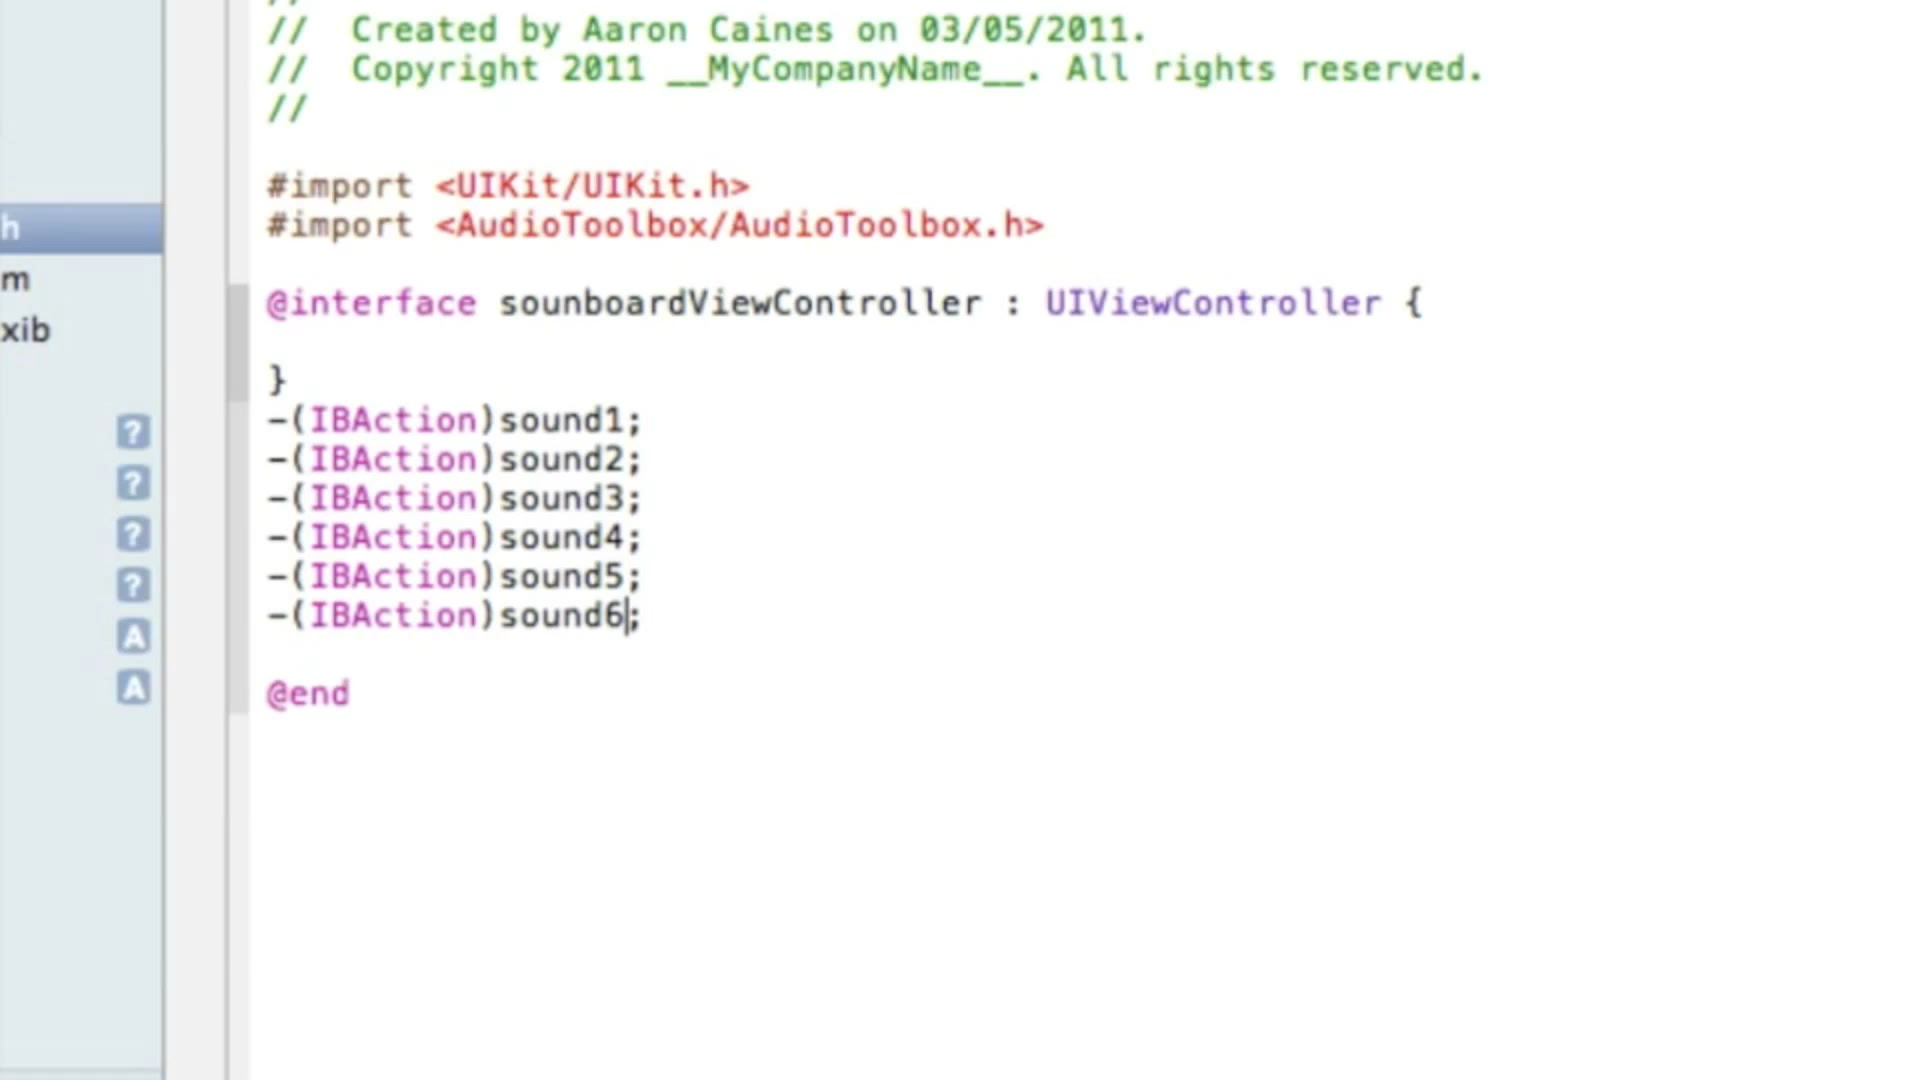 //
// Created by Aaron Caines on 03/05/2011.
// Copyright 2011 __MyCompanyName__. All rights reserved.
//
#import <UIKit/UIKit.h>
#import <AudioToolbox/AudioToolbox.h>
h
m
@interface sounboardViewController : UIViewController {
xib
}
-(IBAction)sound1;
? 
-(IBAction)sound2;
?
-(IBAction)sound3;
?
-(IBAction)sound4;
?
-(IBAction)sound5;
-(IBAction)sound6;
A
A
@end